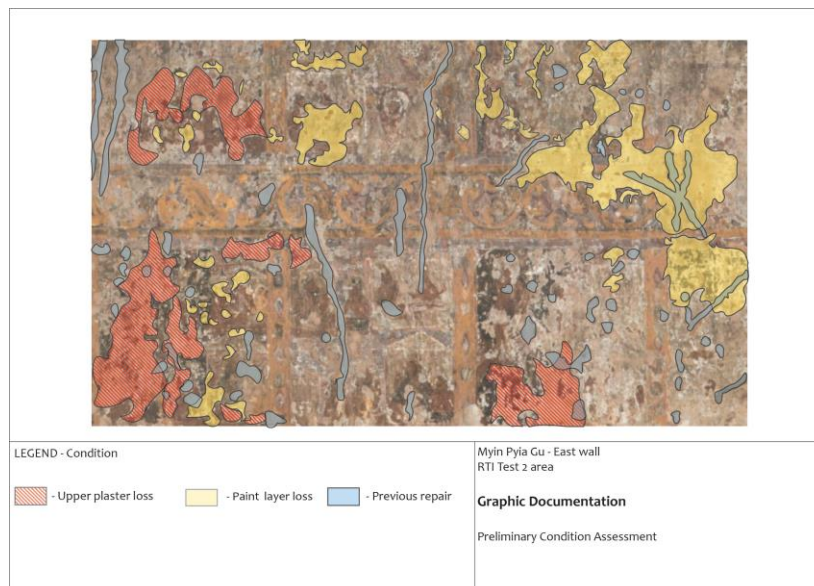 LEGEND - Condition
- Upper plaster loss
- Paint layer loss
- Previous repair
Myin Pyia Gu - East wall
RTI Test 2 area
Graphic Documentation
Preliminary Condition Assessment